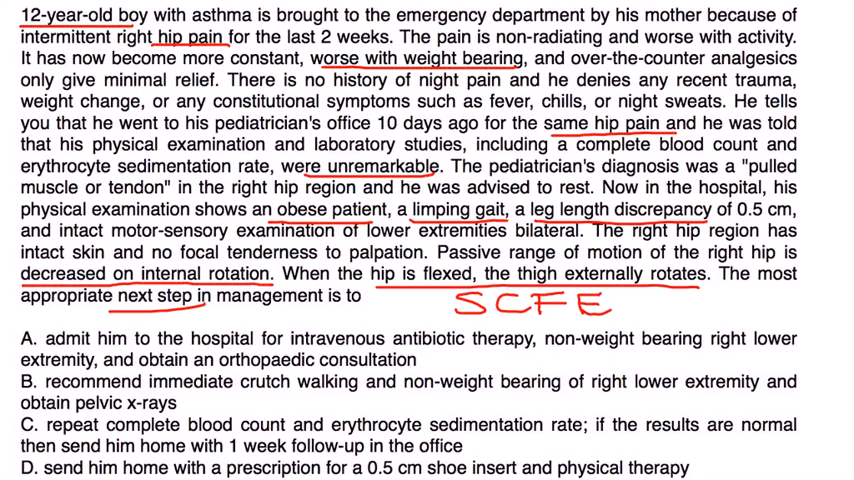 12-year-old boy with asthma is brought to the emergency department by his mother because of
intermittent right hip pain for the last 2 weeks. The pain is non-radiating and worse with activity.
It has now become more constant, worse with weight bearing, and over-the-counter analgesics
only give minimal relief. There is no history of night pain and he denies any recent trauma,
weight change, or any constitutional symptoms such as fever, chills, or night sweats. He tells
you that he went to his pediatrician's office 10 days ago for the same hip pain and he was told
that his physical examination and laboratory studies, including a complete blood count and
erythrocyte sedimentation rate, were unremarkable. The pediatrician's diagnosis was a "pulled
muscle or tendon" in the right hip region and he was advised to rest. Now in the hospital, his
physical examination shows an obese patient, a limping gait, a leg length discrepancy of 0.5 cm,
and intact motor-sensory examination of lower extremities bilateral. The right hip region has
intact skin and no focal tenderness to palpation. Passive range of motion of the right hip is
decreased on internal rotation. When the hip is flexed, the thigh externally rotates. The most
appropriate next step in management is to
SCFE
A. admit him to the hospital for intravenous antibiotic therapy, non-weight bearing right lower
extremity, and obtain an orthopaedic consultation
B. recommend immediate crutch walking and non-weight bearing of right lower extremity and
obtain pelvic x-rays
C. repeat complete blood count and erythrocyte sedimentation rate; if the results are normal
then send him home with 1 week follow-up in the office
D. send him home with a prescription for a 0.5 cm shoe insert and physical therapy